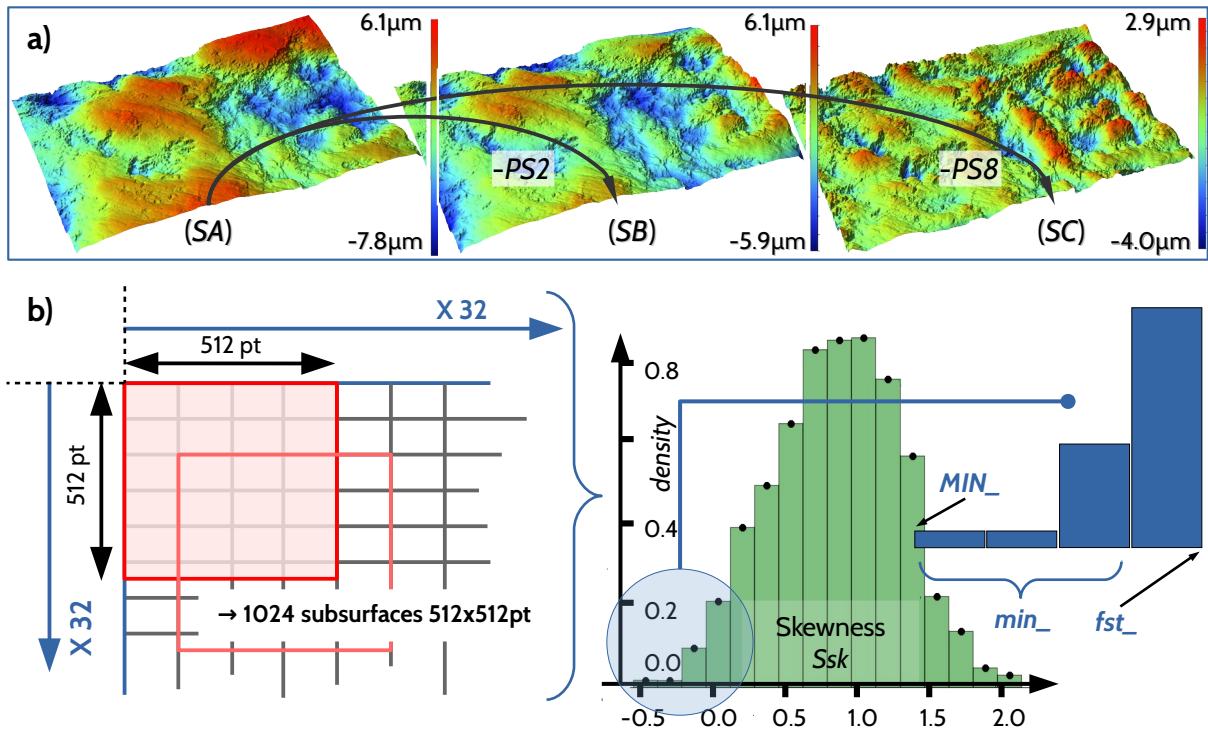 a)
6.1µm
6.1µm
2.9µm
-PS2
-PS8
(SA)
(SB)
(SC)
-7.8µm
-5.9µm
-4.0µm
b)
X 32
512 pt
512 pt
X 32
→ 1024 subsurfaces 512x512pt
density
0.8
0.4
0.2
0.0
Skewness
Ssk
-0.5
0.0
0.5
1.0
1.5
2.0
MIN_
min_
fst_